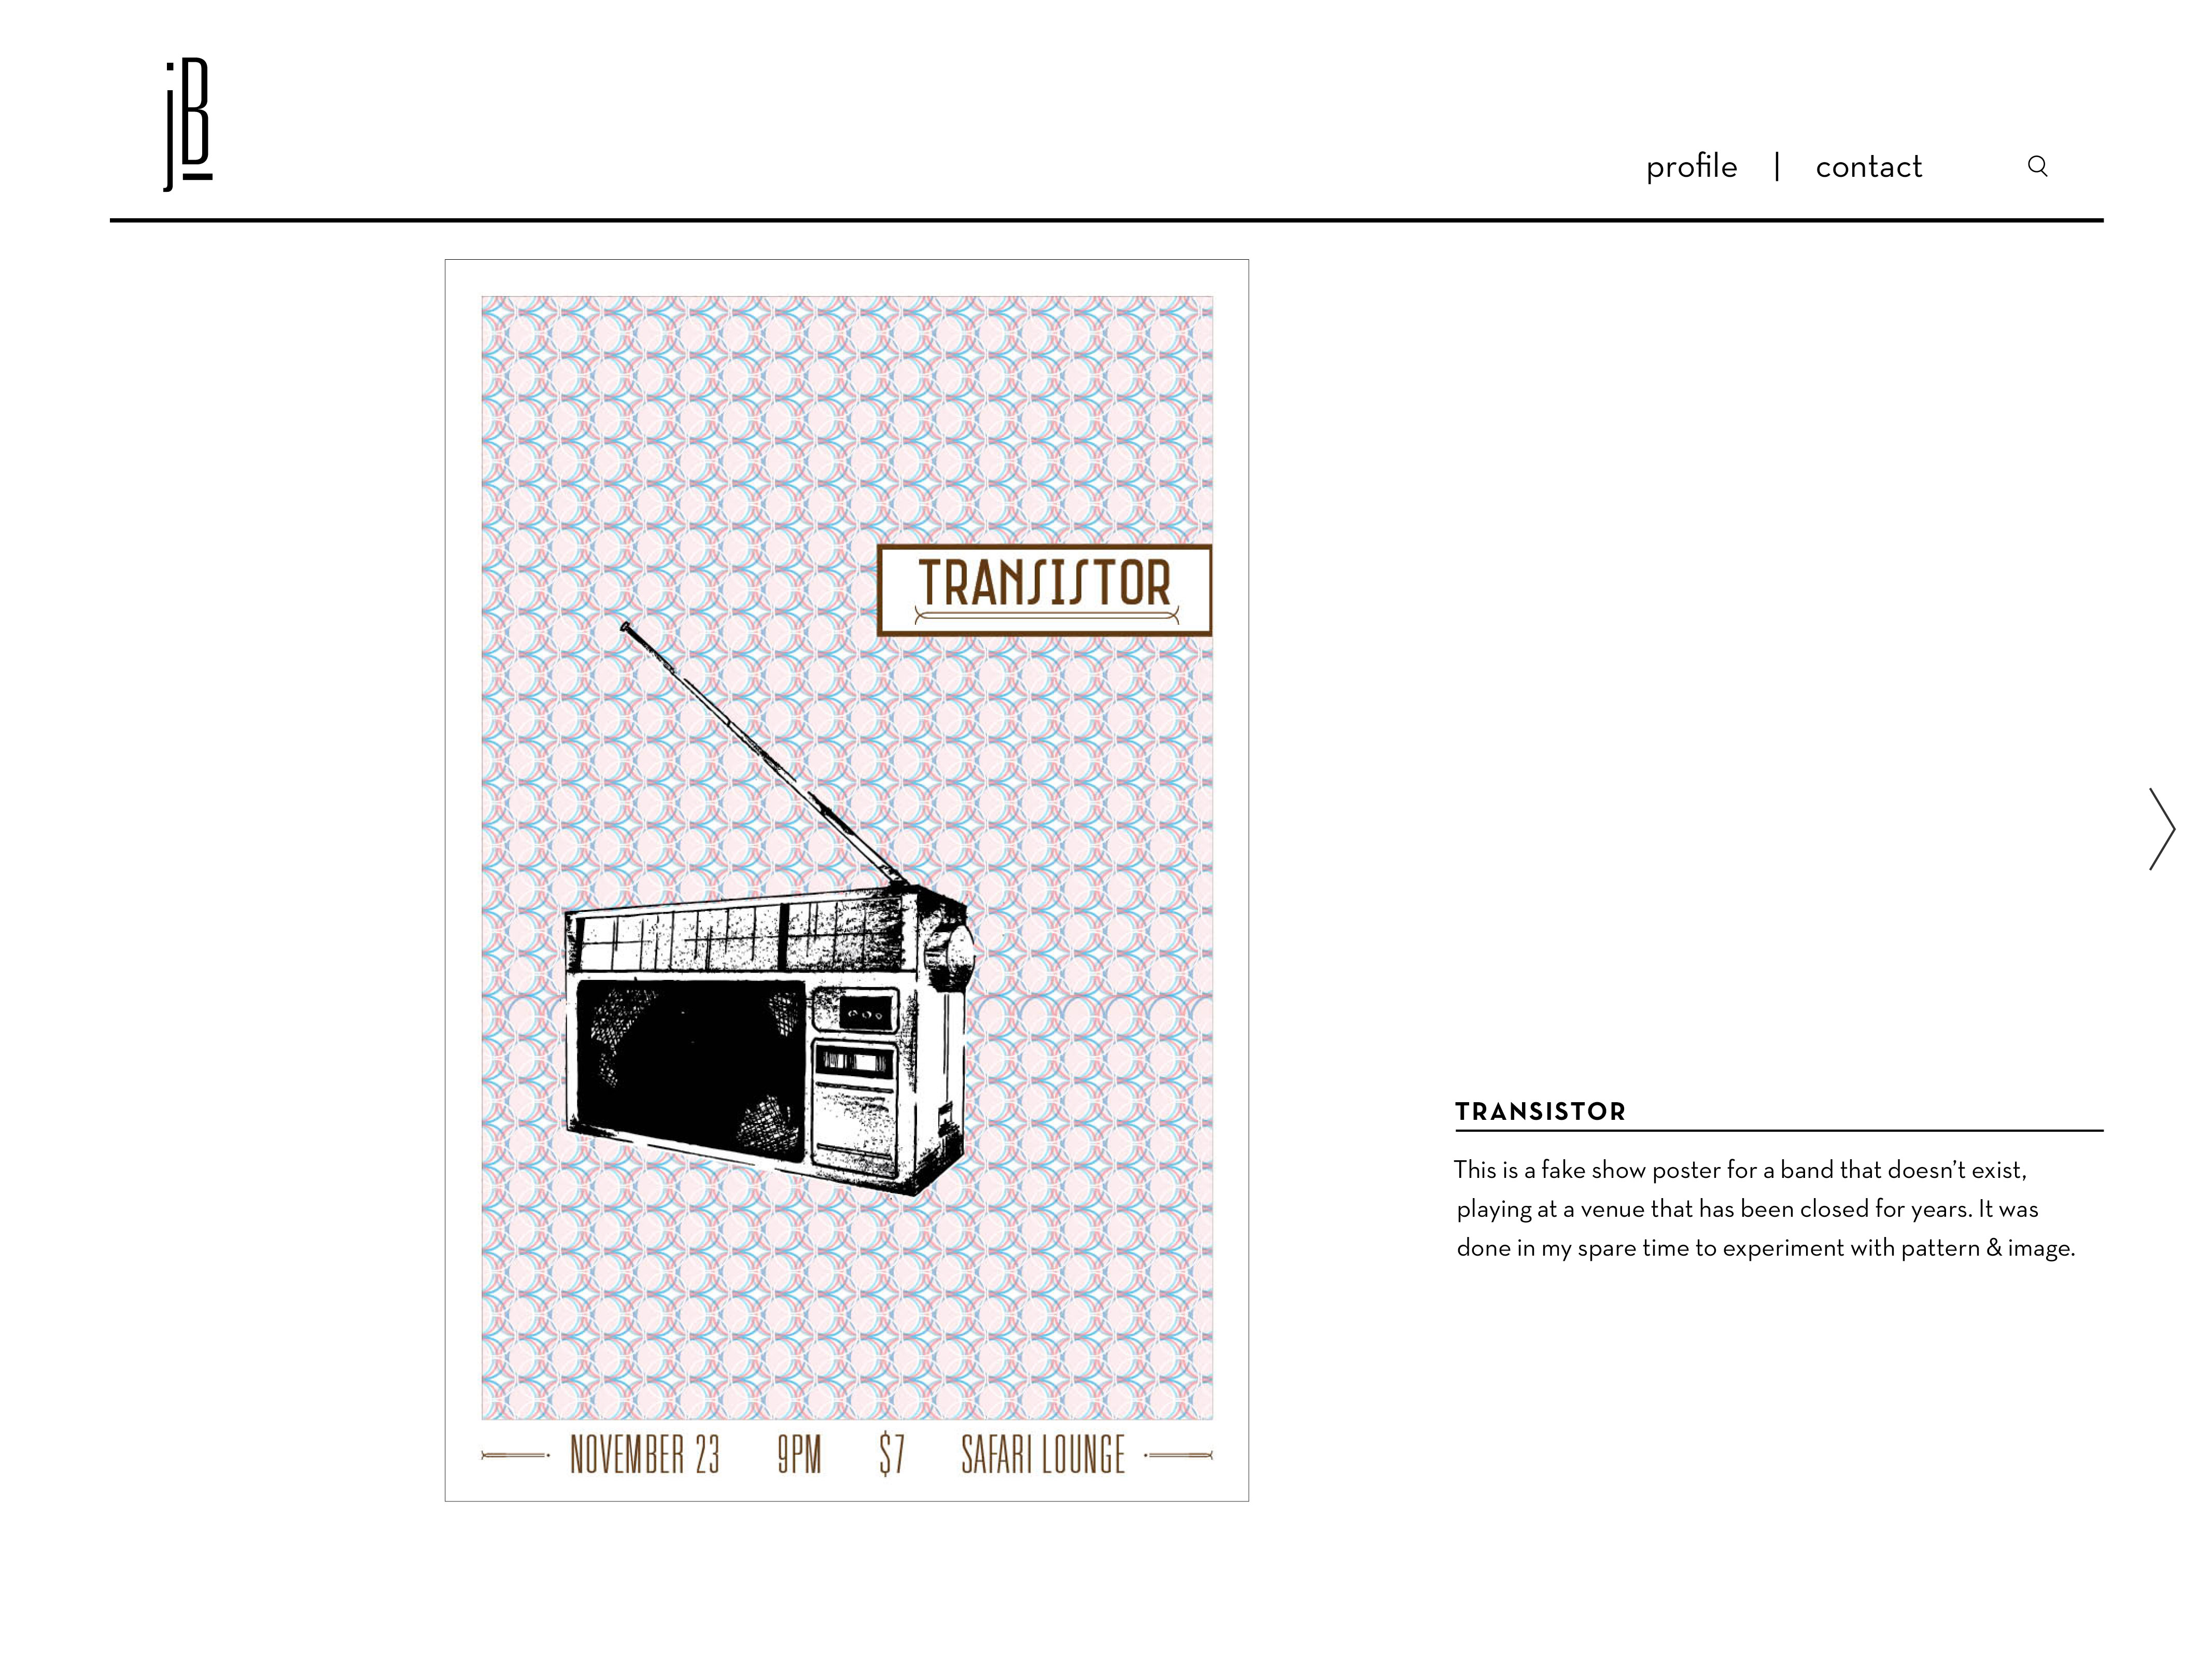 jB
profile | contact
TRANSISTOR
NOVEMBER 23 9PM $7 SAFARI LOUNGE
TRANSISTOR
This is a fake show poster for a band that doesn’t exist,
playing at a venue that has been closed for years. It was
done in my spare time to experiment with pattern & image.